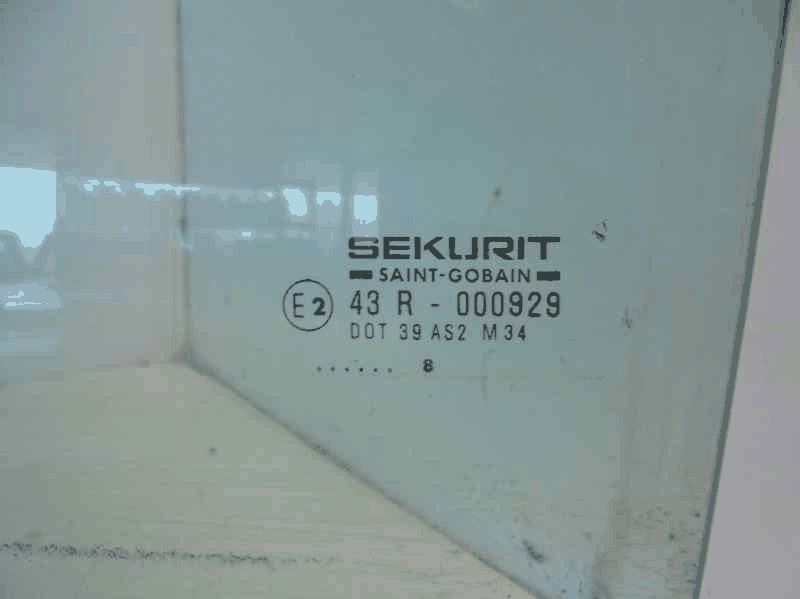 SEKURIT
SAINT-GOBAIN
E2 43 R - 000929
DOT 39 AS2 M34
...... 8